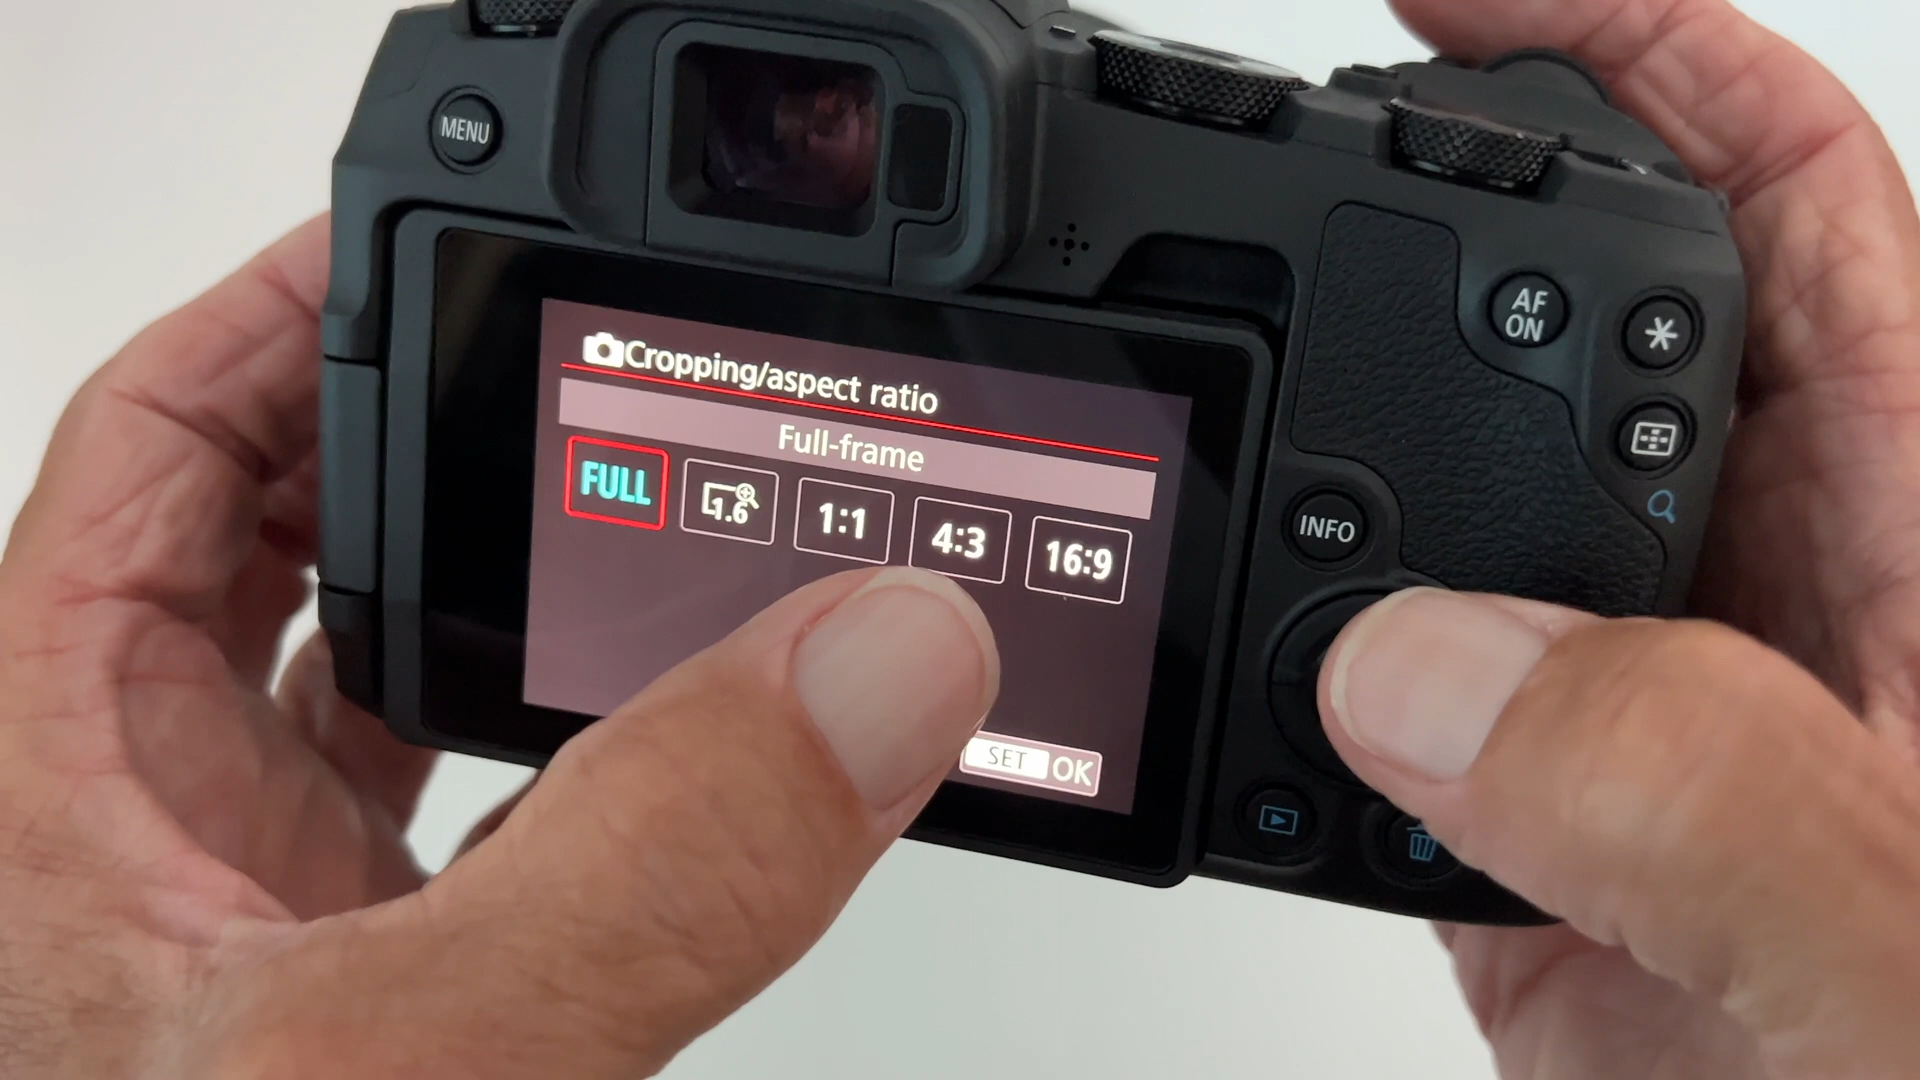 MENU
Cropping/aspect ratio
Full-frame
FULL
1.6
1:1
4:3
16:9
SET OK
AF
ON
INFO